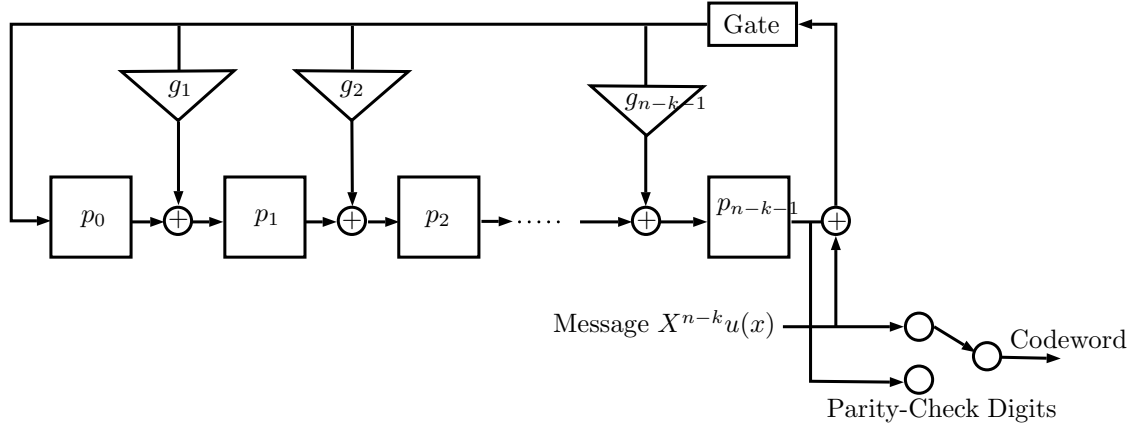 Gate
g₁
g₂
gₙ₋ₖ₋₁
p₀
+
p₁
+
p₂
.....
+
pₙ₋ₖ₋₁
+
Message Xⁿ⁻ᵏu(x)
Codeword
Parity-Check Digits